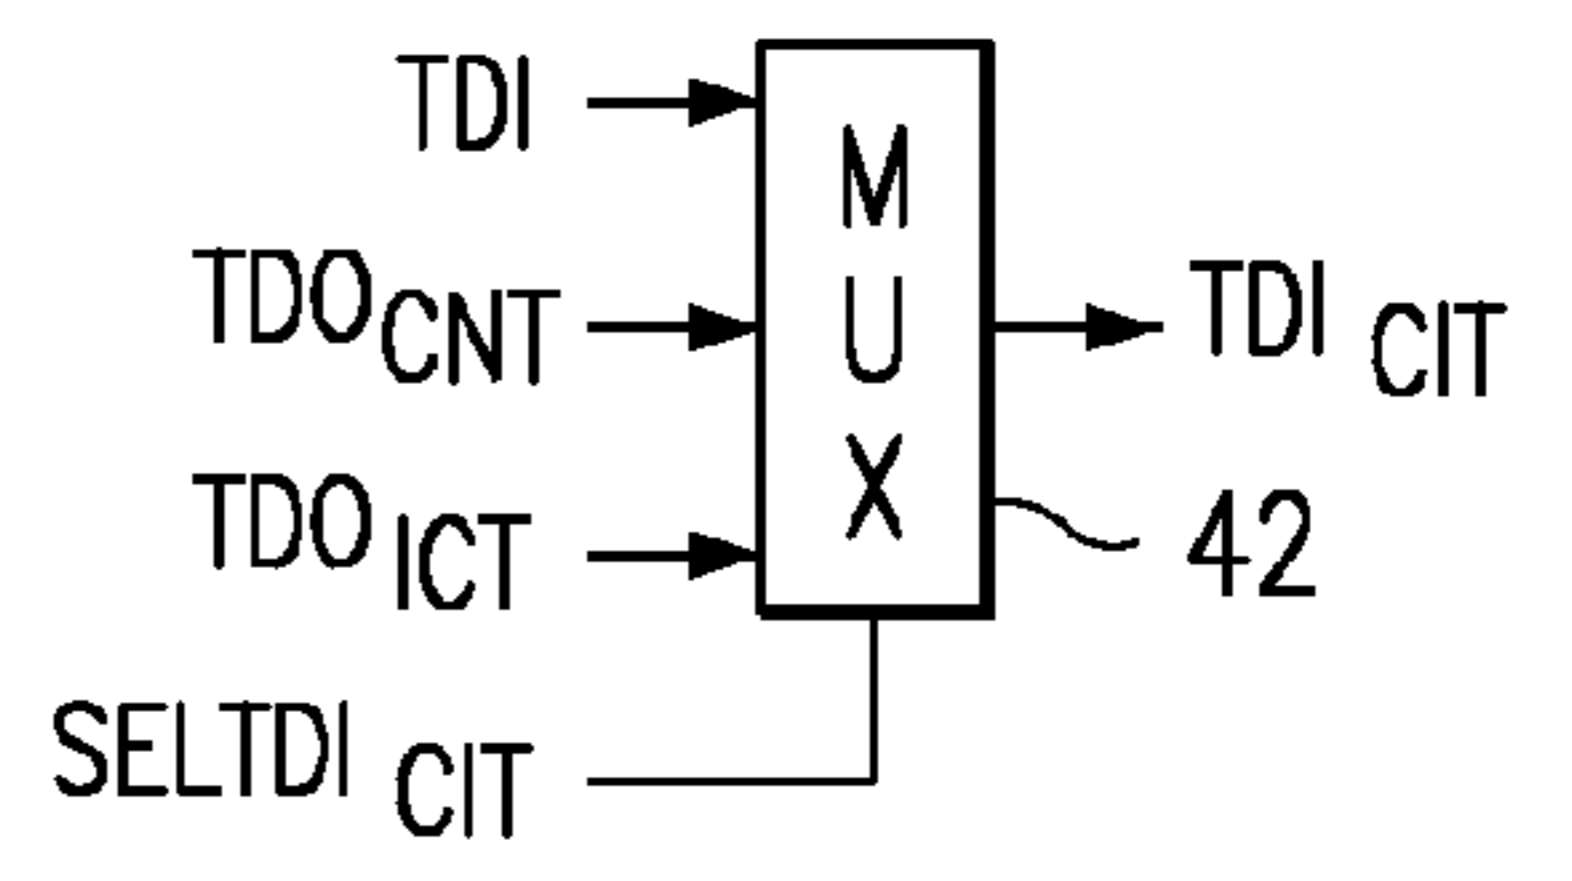 TDI
TDO CNT
TDO ICT
SELTDI CIT
M
U
X
TDI CIT
42